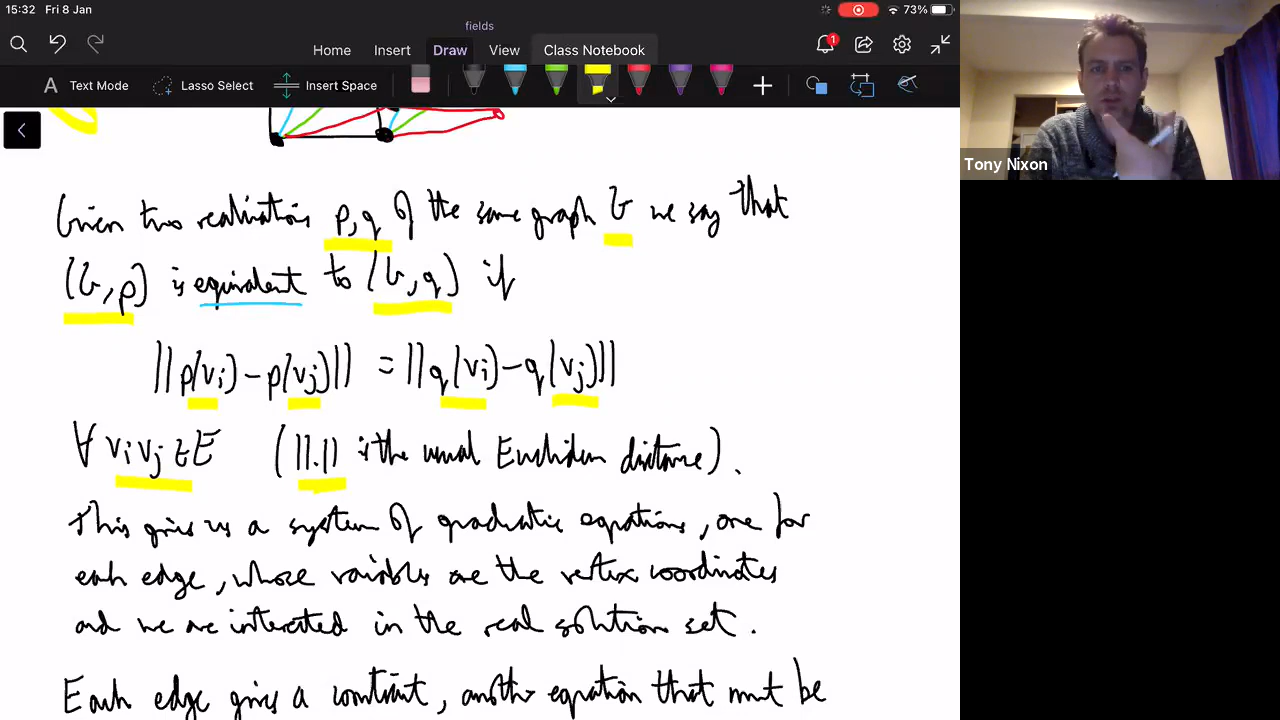 15:32 Fri 8 Jan
73%
fields
Home Insert Draw View Class Notebook
1
A Text Mode Lasso Select Insert Space
Given two realisations p, q of the same graph G we say that
(G, p) is equivalent to (G, q) if
||p(vi) - p(vj)|| = ||q(vi) - q(vj)||
∀ vivj ∈ E (||.|| is the usual Euclidean distance).
This gives us a system of quadratic equations, one for
each edge, whose variables are the vertex coordinates
and we are interested in the real solution set.
Each edge gives a constraint, another equation that must be
Tony Nixon